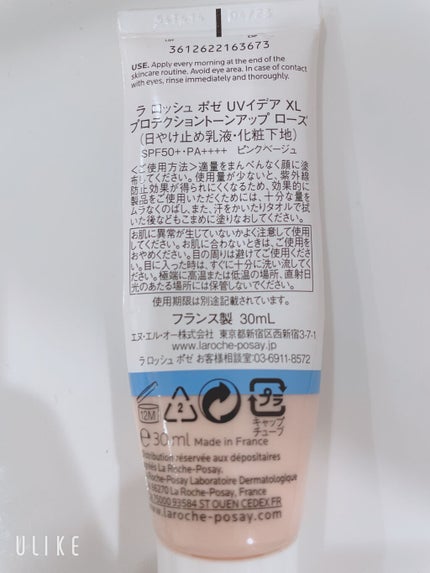 LOT
EXP
3612622163673
USE. Apply every morning at the end of the
skincare routine. Avoid eye area. In case of contact
with eyes, rinse immediately and thoroughly.
ラ ロッシュ ポゼ UVイデア XL
プロテクショントーンアップ ローズ
(日やけ止め乳液・化粧下地)
SPF50+・PA++++ ピンクベージュ
<ご使用方法>適量をまんべんなく顔に塗
布してください。使用量が少ないと、紫外線
防止効果が得られにくくなるため、効果的に
製品をご使用いただくためには、十分な量を
ムラなくのばし、また、汗をかいたりタオルで拭
いた後などもこまめに塗りなおしてください。
お肌に異常が生じていないかよく注意して使用
してください。お肌に合わないときは、ご使用を
おやめください。目の周りは避けてご使用くださ
い。目に入った時は、すぐに十分に洗い流してく
ださい。極端に高温または低温の場所、直射日
光のあたる場所には保管しないでください。
使用期限は別途記載されています。
フランス製 30mL
エヌ・エル・オー株式会社 東京都新宿区西新宿3-7-1
www.laroche-posay.jp
ラ ロッシュ ポゼ お客様相談室:03-6911-8572
12M
2
プラ
キャップ
チューブ
℮30 ml Made in France
Distribution réservée aux dépositaires
agréés La Roche-Posay.
La Roche-Posay Laboratoire Dermatologique
86270 La Roche-Posay, France
75000 93584 ST OUEN CEDEX FR
www.laroche-posay.com
ULIKE